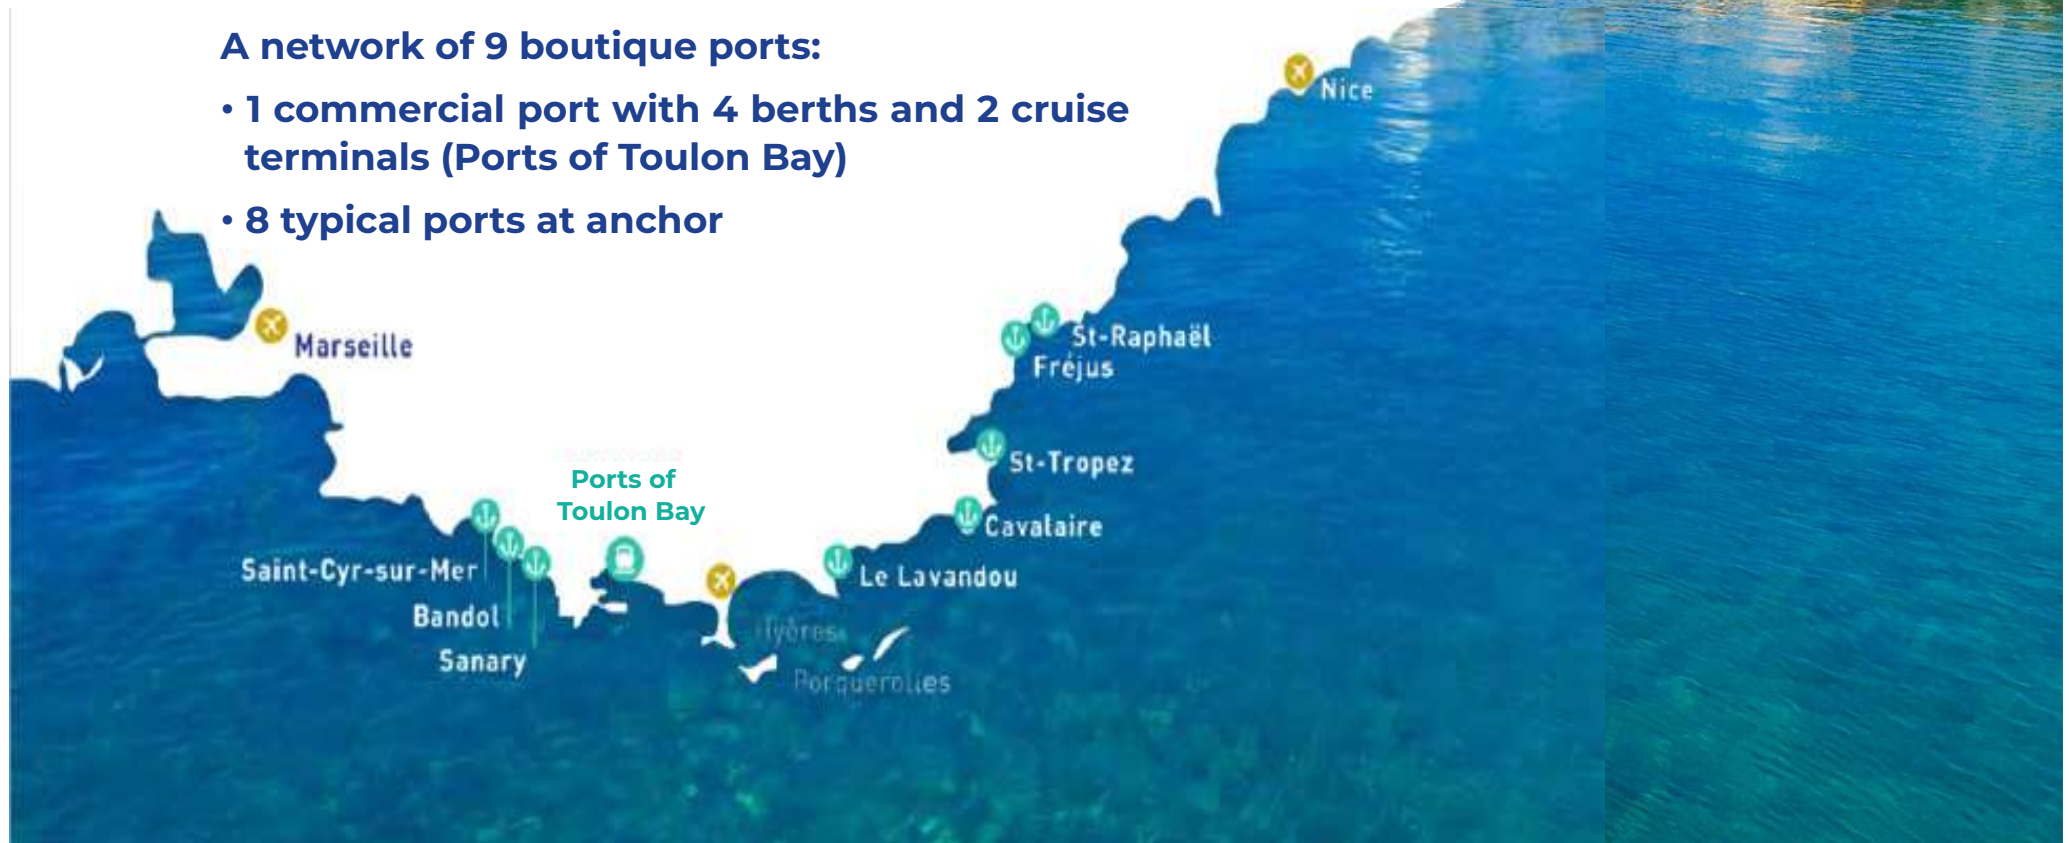 A network of 9 boutique ports:
• 1 commercial port with 4 berths and 2 cruise
terminals (Ports of Toulon Bay)
• 8 typical ports at anchor
Nice
Marseille
St-Raphaël
Fréjus
St-Tropez
Ports of
Toulon Bay
Cavalaire
Saint-Cyr-sur-Mer
Le Lavandou
Bandol
Hyères
Sanary
Porquerolles